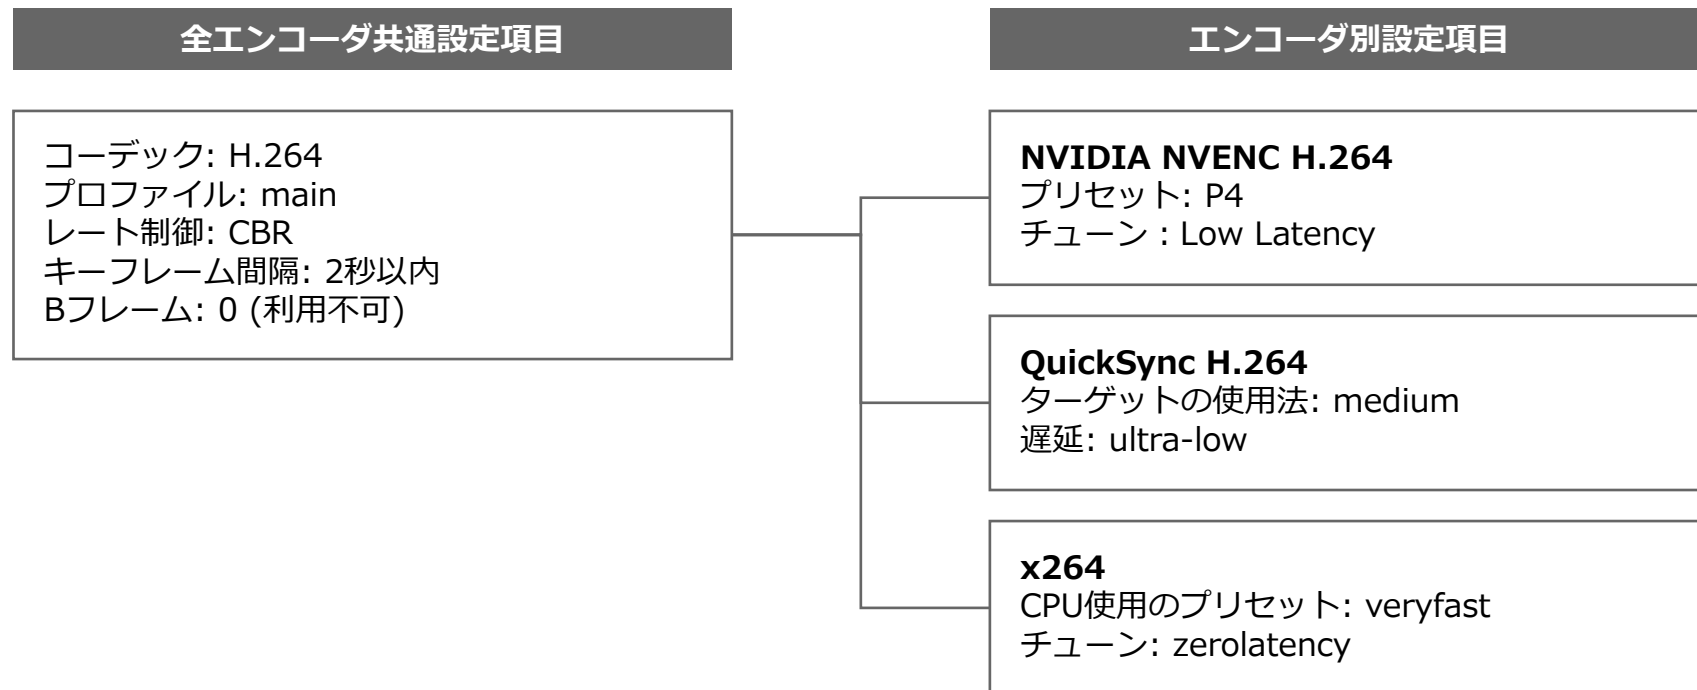 全エンコーダ共通設定項目
コーデック: H.264
プロファイル: main
レート制御: CBR
キーフレーム間隔: 2秒以内
Bフレーム: 0 (利用不可)
エンコーダ別設定項目
NVIDIA NVENC H.264
プリセット: P4
チューン : Low Latency
QuickSync H.264
ターゲットの使用法: medium
遅延: ultra-low
x264
CPU使用のプリセット: veryfast
チューン: zerolatency